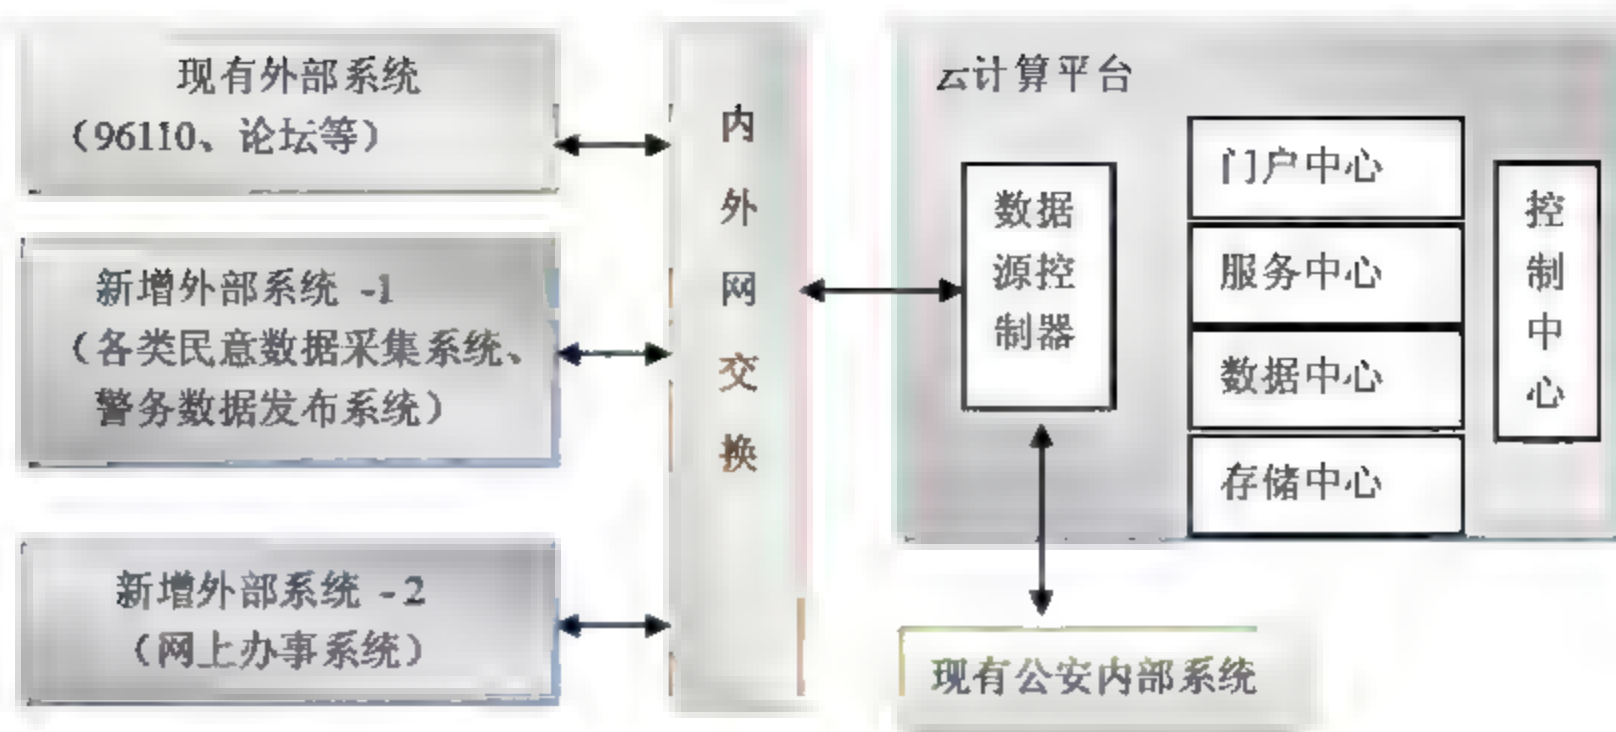 现有外部系统
（96110、论坛等）
新增外部系统 -1
（各类民意数据采集系统、
警务数据发布系统）
新增外部系统 -2
（网上办事系统）
内
外
网
交
换
云计算平台
数据
源控
制器
门户中心
服务中心
数据中心
存储中心
控
制
中
心
现有公安内部系统